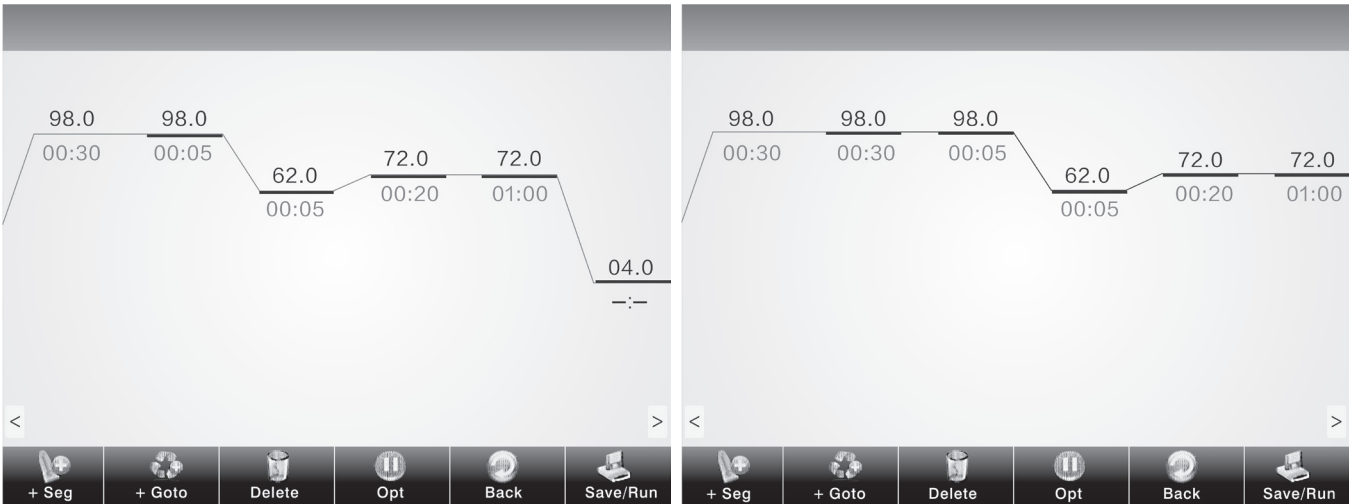 98.0 98.0
00:30 00:05
62.0 72.0 72.0
00:05 00:20 01:00
04.0
–:–
< >
+ Seg + Goto Delete Opt Back Save/Run
98.0 98.0 98.0
00:30 00:30 00:05
62.0 72.0 72.0
00:05 00:20 01:00
< >
+ Seg + Goto Delete Opt Back Save/Run